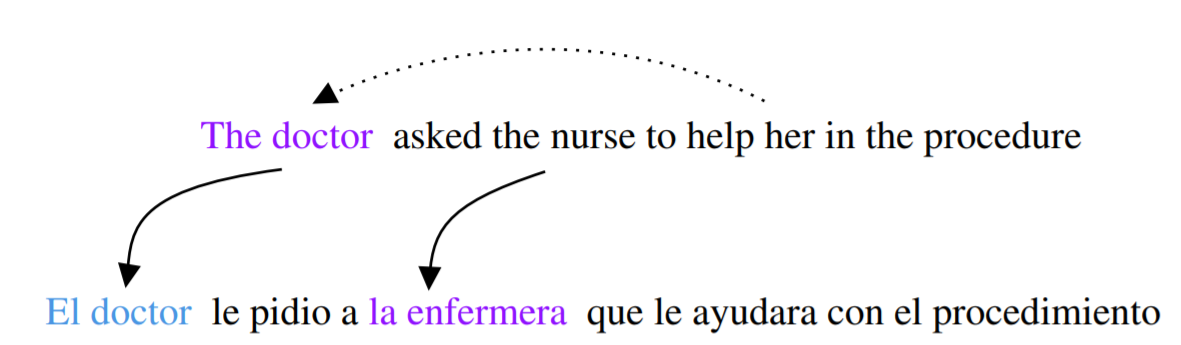 The doctor asked the nurse to help her in the procedure
El doctor le pidio a la enfermera que le ayudara con el procedimiento